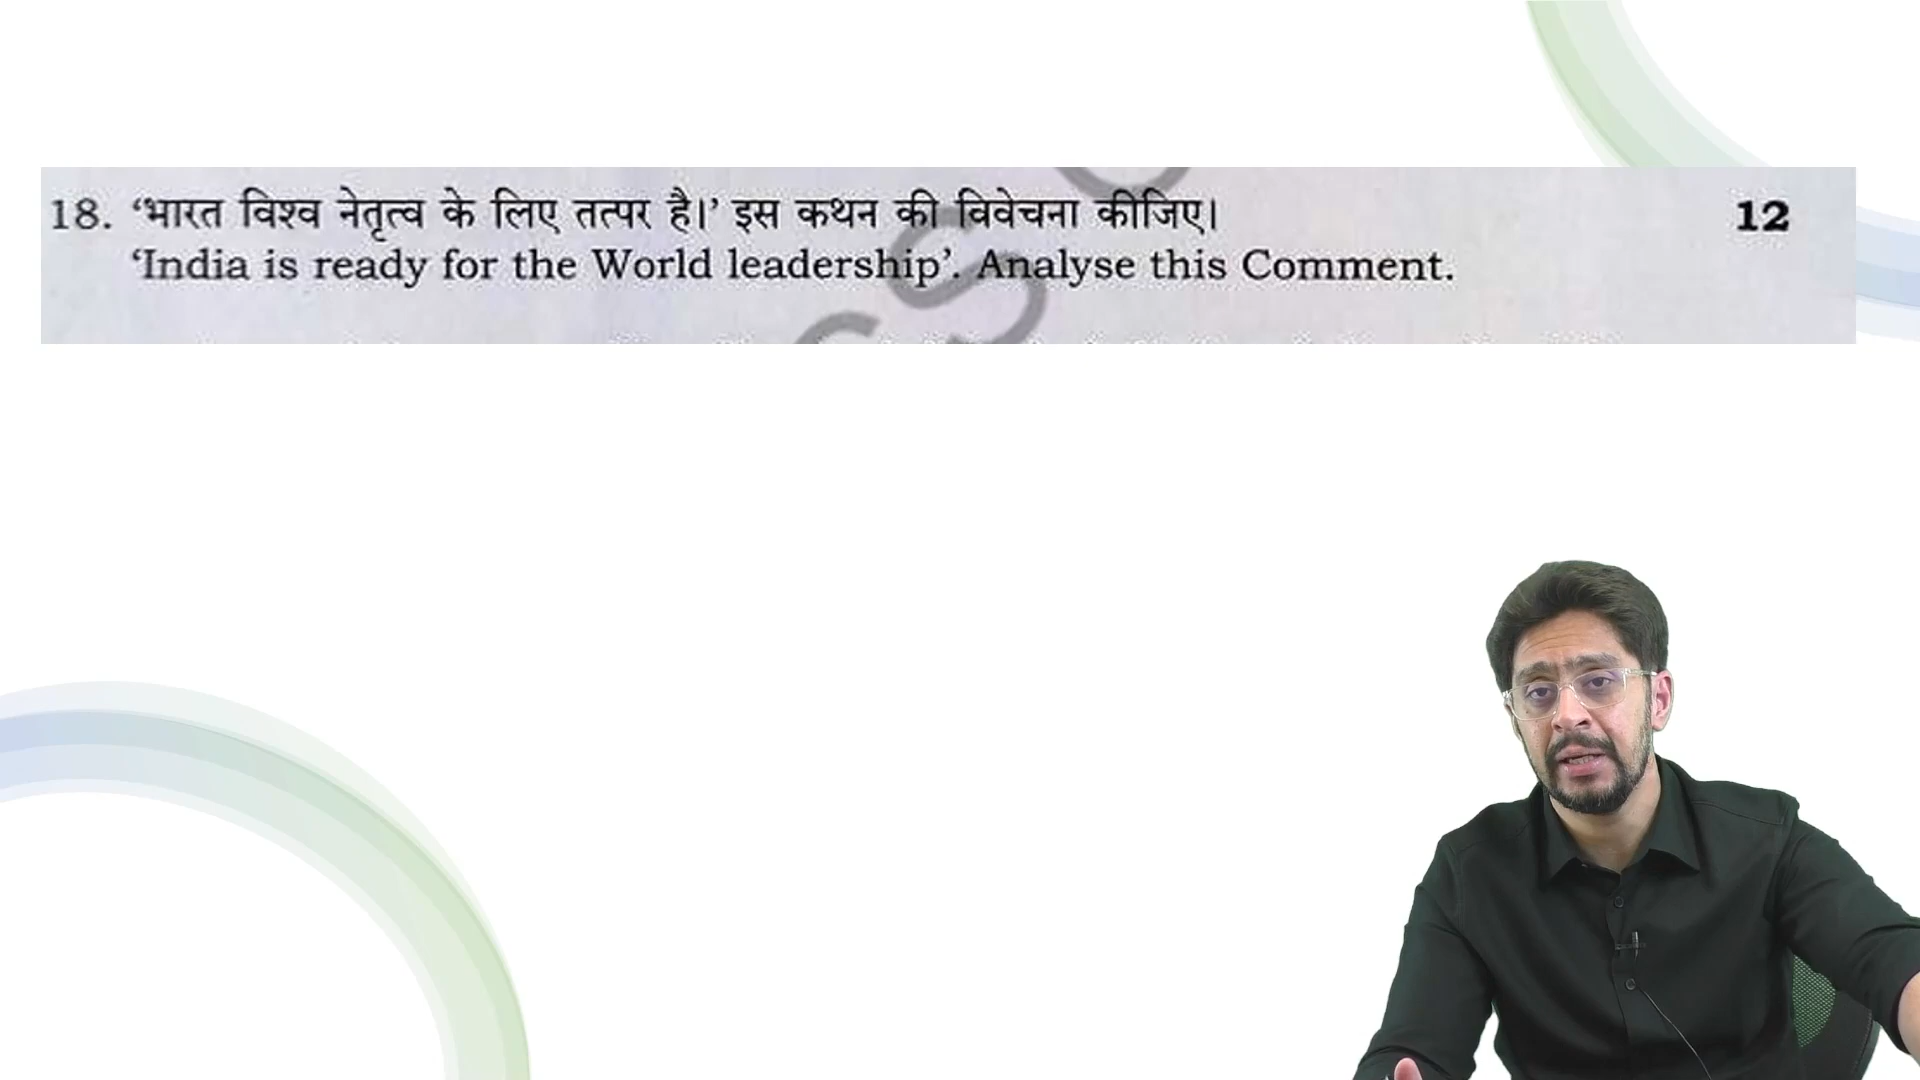 18. ‘भारत विश्व नेतृत्व के लिए तत्पर है।’ इस कथन की विवेचना कीजिए। 12
‘India is ready for the World leadership’. Analyse this Comment.